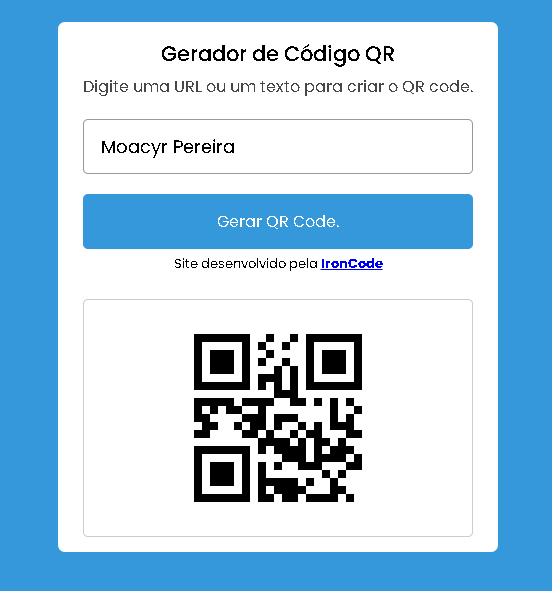 Gerador de Código QR
Digite uma URL ou um texto para criar o QR code.
Moacyr Pereira
Gerar QR Code.
Site desenvolvido pela IronCode